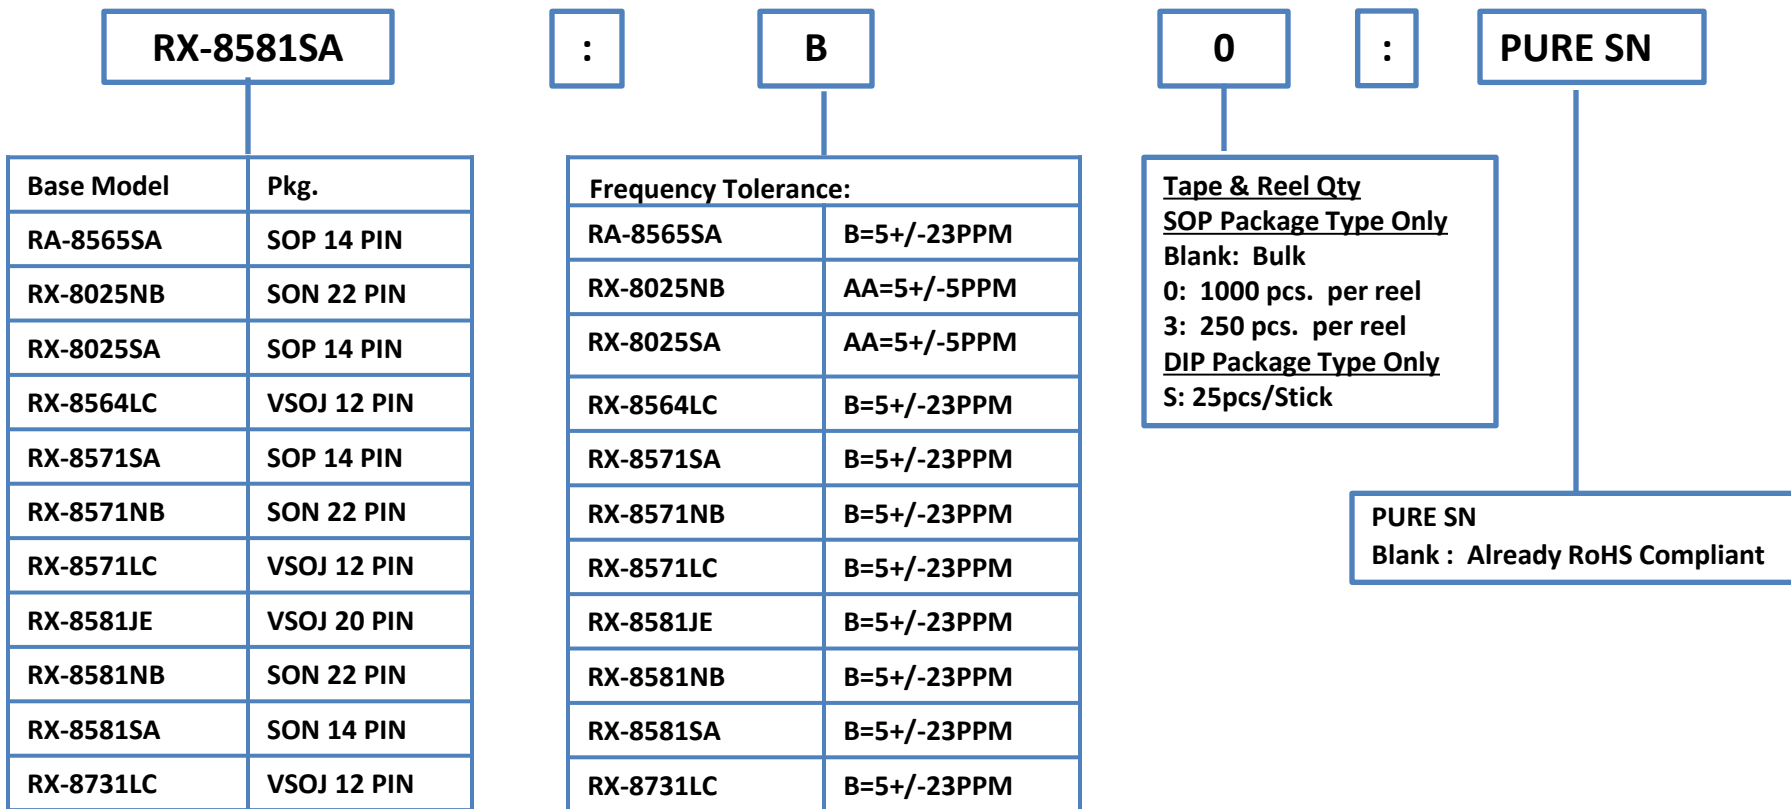 RX-8581SA : B 0 : PURE SN
Base Model Pkg.
RA-8565SA SOP 14 PIN
RX-8025NB SON 22 PIN
RX-8025SA SOP 14 PIN
RX-8564LC VSOJ 12 PIN
RX-8571SA SOP 14 PIN
RX-8571NB SON 22 PIN
RX-8571LC VSOJ 12 PIN
RX-8581JE VSOJ 20 PIN
RX-8581NB SON 22 PIN
RX-8581SA SON 14 PIN
RX-8731LC VSOJ 12 PIN
Frequency Tolerance:
RA-8565SA B=5+/-23PPM
RX-8025NB AA=5+/-5PPM
RX-8025SA AA=5+/-5PPM
RX-8564LC B=5+/-23PPM
RX-8571SA B=5+/-23PPM
RX-8571NB B=5+/-23PPM
RX-8571LC B=5+/-23PPM
RX-8581JE B=5+/-23PPM
RX-8581NB B=5+/-23PPM
RX-8581SA B=5+/-23PPM
RX-8731LC B=5+/-23PPM
Tape & Reel Qty
SOP Package Type Only
Blank: Bulk
0: 1000 pcs. per reel
3: 250 pcs. per reel
DIP Package Type Only
S: 25pcs/Stick
PURE SN
Blank : Already RoHS Compliant